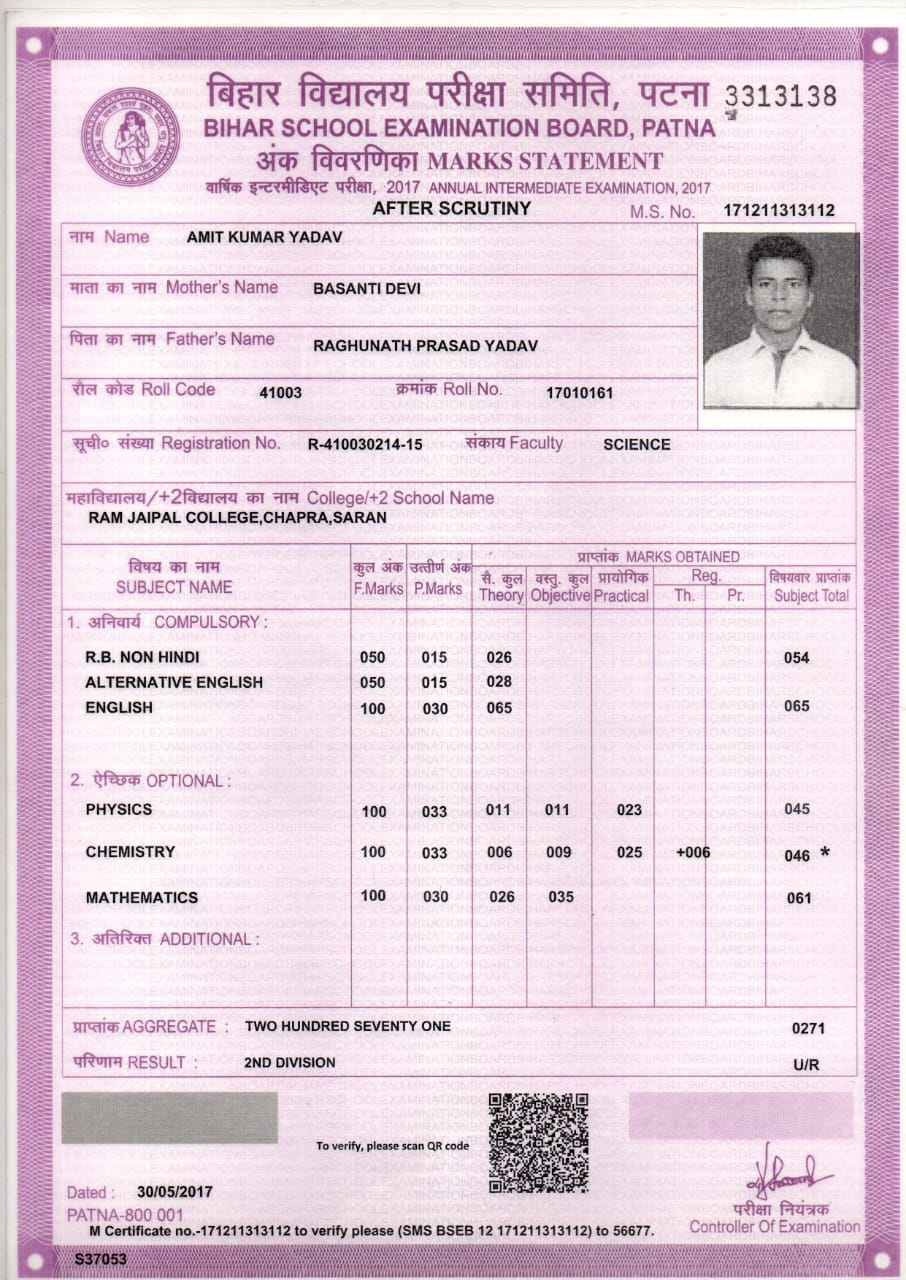 बिहार विद्यालय परीक्षा समिति, पटना 3313138
BIHAR SCHOOL EXAMINATION BOARD, PATNA
अंक विवरणिका MARKS STATEMENT
वार्षिक इन्टरमीडिएट परीक्षा, 2017 ANNUAL INTERMEDIATE EXAMINATION, 2017
AFTER SCRUTINY
M.S. No. 171211313112
नाम Name AMIT KUMAR YADAV
माता का नाम Mother's Name BASANTI DEVI
पिता का नाम Father's Name RAGHUNATH PRASAD YADAV
रौल कोड Roll Code 41003 क्रमांक Roll No. 17010161
सूची० संख्या Registration No. R-410030214-15 संकाय Faculty SCIENCE
महाविद्यालय/+2विद्यालय का नाम College/+2 School Name
RAM JAIPAL COLLEGE,CHAPRA,SARAN
प्राप्तांक MARKS OBTAINED
विषय का नाम कुल अंक उत्तीर्ण अंक सै. कुल वस्तु. कुल प्रायोगिक Reg. विषयवार प्राप्तांक
SUBJECT NAME F.Marks P.Marks Theory Objective Practical Th. Pr. Subject Total
1. अनिवार्य COMPULSORY :
R.B. NON HINDI 050 015 026 054
ALTERNATIVE ENGLISH 050 015 028
ENGLISH 100 030 065 065
2. ऐच्छिक OPTIONAL :
PHYSICS 100 033 011 011 023 045
CHEMISTRY 100 033 006 009 025 +006 046 *
MATHEMATICS 100 030 026 035 061
3. अतिरिक्त ADDITIONAL :
प्राप्तांक AGGREGATE : TWO HUNDRED SEVENTY ONE 0271
परिणाम RESULT : 2ND DIVISION U/R
To verify, please scan QR code
Dated : 30/05/2017
PATNA-800 001
परीक्षा नियंत्रक
Controller Of Examination
M Certificate no.-171211313112 to verify please (SMS BSEB 12 171211313112) to 56677.
S37053